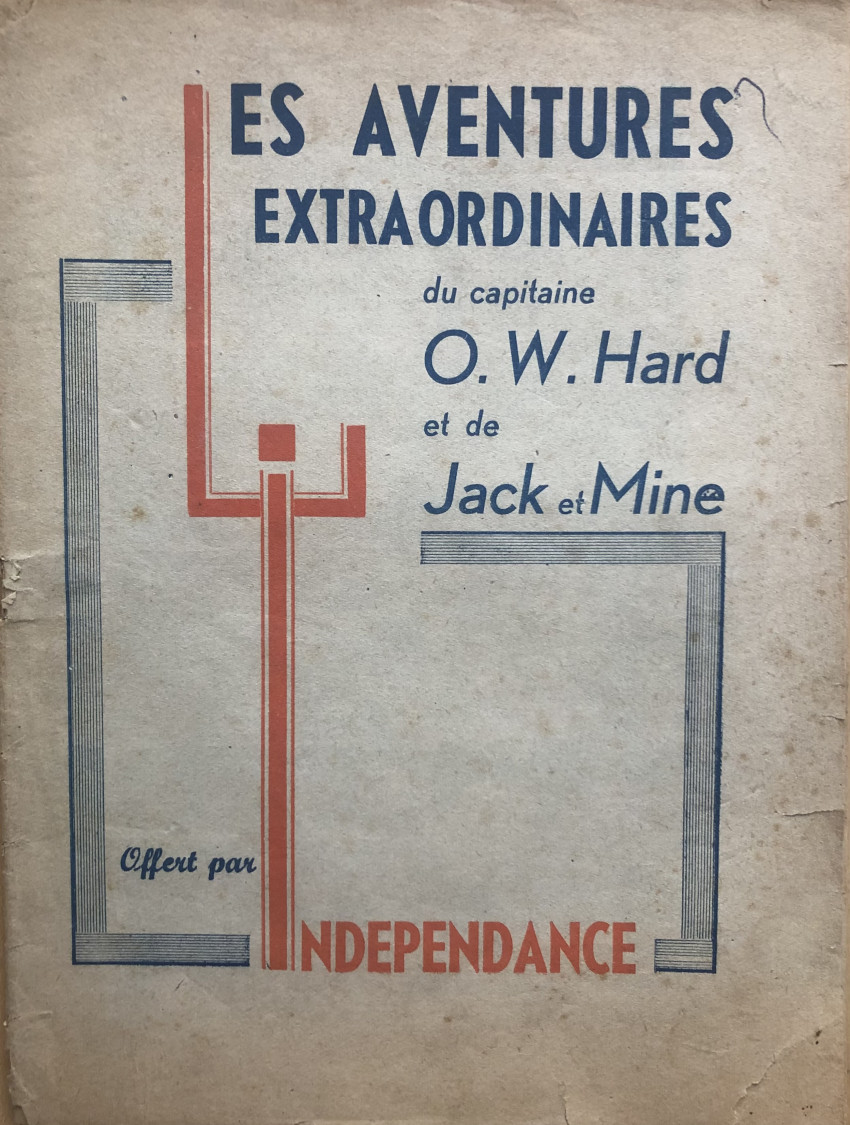 LES AVENTURES
EXTRAORDINAIRES
du capitaine
O. W. Hard
et de
Jack et Mine
Offert par
INDEPENDANCE